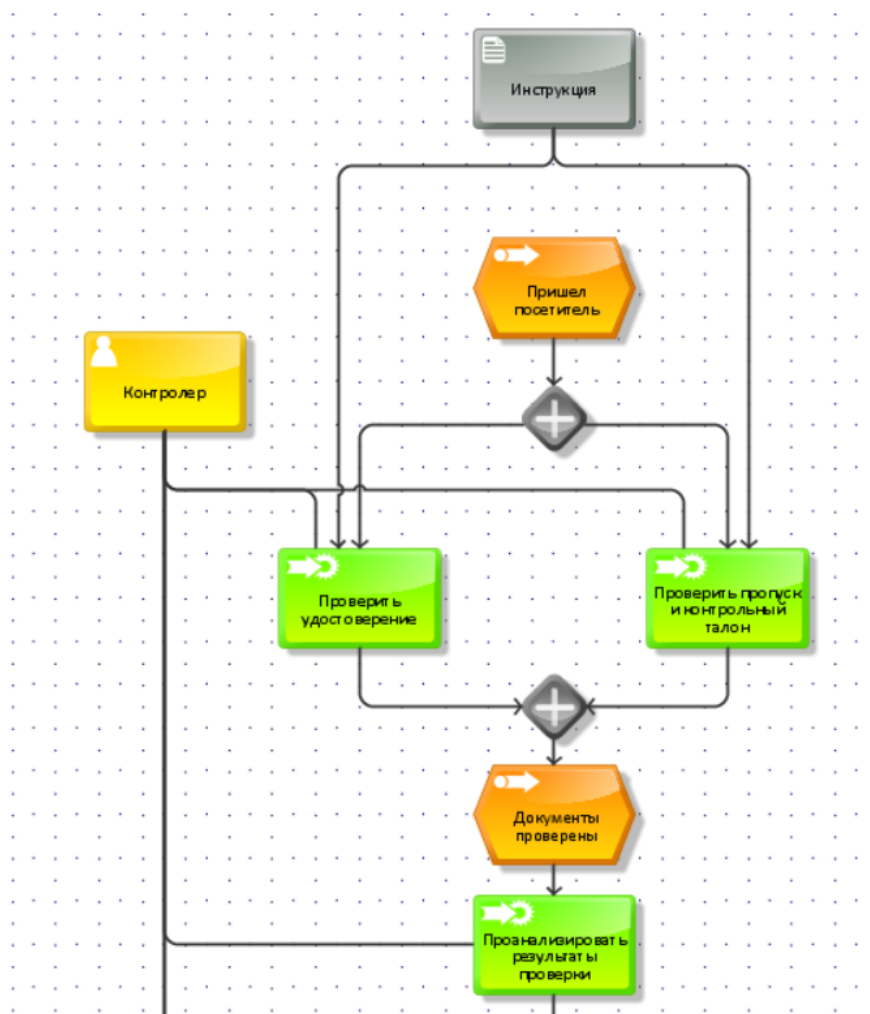 Инструкция
Пришел
посетитель
Контролер
Проверить
удостоверение
Проверить пропуск
и контрольный
талон
Документы
проверены
Проанализировать
результаты
проверки